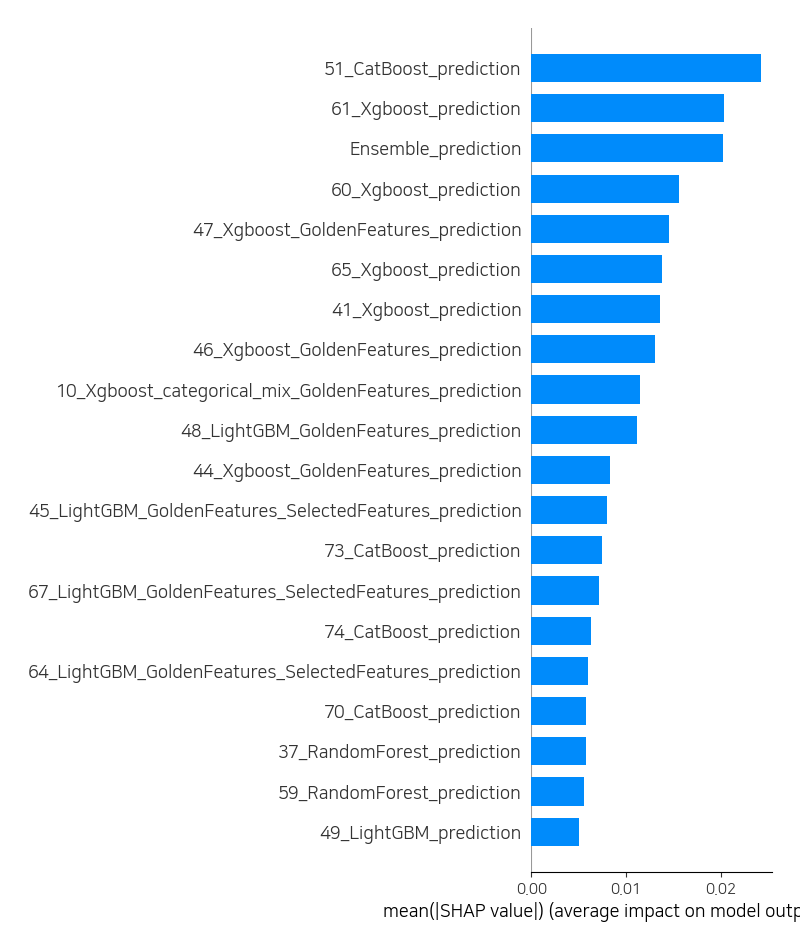 51_CatBoost_prediction
61_Xgboost_prediction
Ensemble_prediction
60_Xgboost_prediction
47_Xgboost_GoldenFeatures_prediction
65_Xgboost_prediction
41_Xgboost_prediction
46_Xgboost_GoldenFeatures_prediction
10_Xgboost_categorical_mix_GoldenFeatures_prediction
48_LightGBM_GoldenFeatures_prediction
44_Xgboost_GoldenFeatures_prediction
45_LightGBM_GoldenFeatures_SelectedFeatures_prediction
73_CatBoost_prediction
67_LightGBM_GoldenFeatures_SelectedFeatures_prediction
74_CatBoost_prediction
64_LightGBM_GoldenFeatures_SelectedFeatures_prediction
70_CatBoost_prediction
37_RandomForest_prediction
59_RandomForest_prediction
49_LightGBM_prediction
0.00 0.01 0.02
mean(|SHAP value|) (average impact on model outp